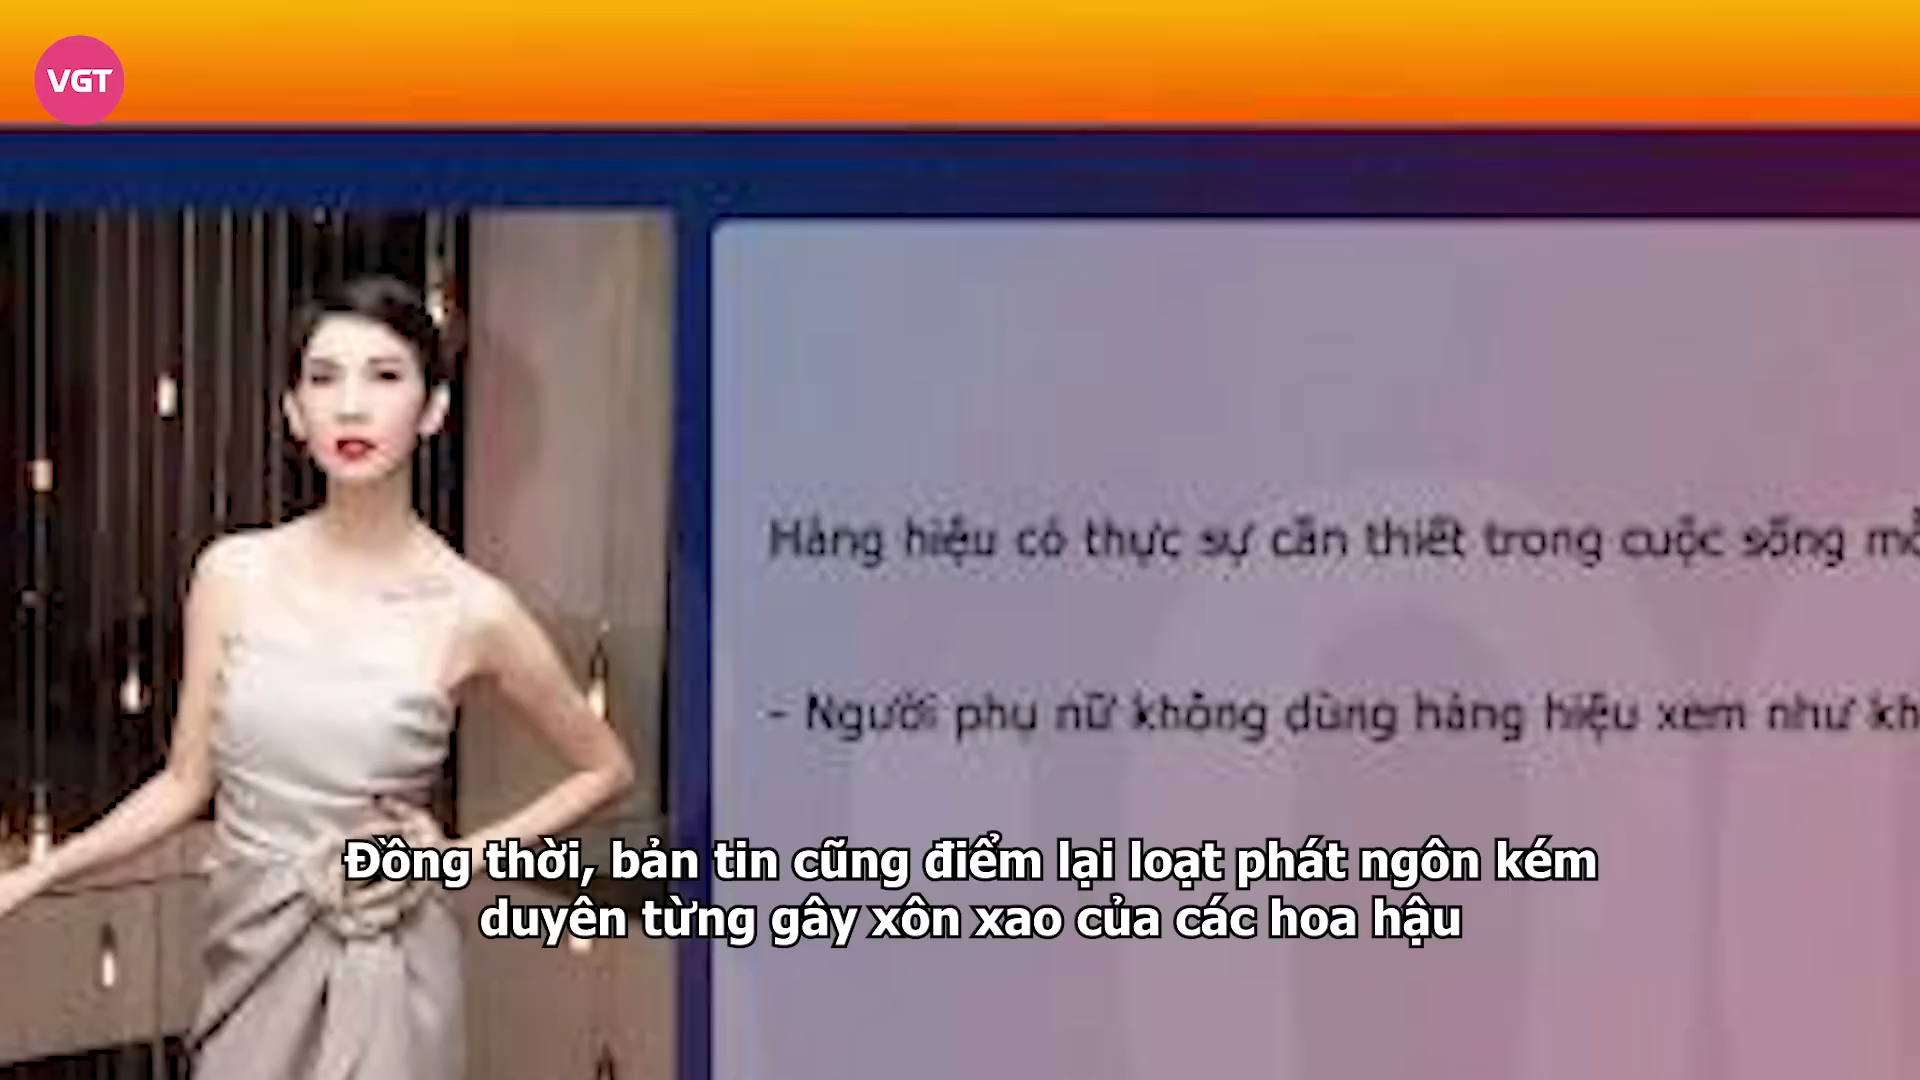 VGT
Hàng hiệu có thực sự cần thiết trong cuộc sống
- Người phụ nữ không dùng hàng hiệu xem như
Đồng thời, bản tin cũng điểm lại loạt phát ngôn kém
duyên từng gây xôn xao của các hoa hậu